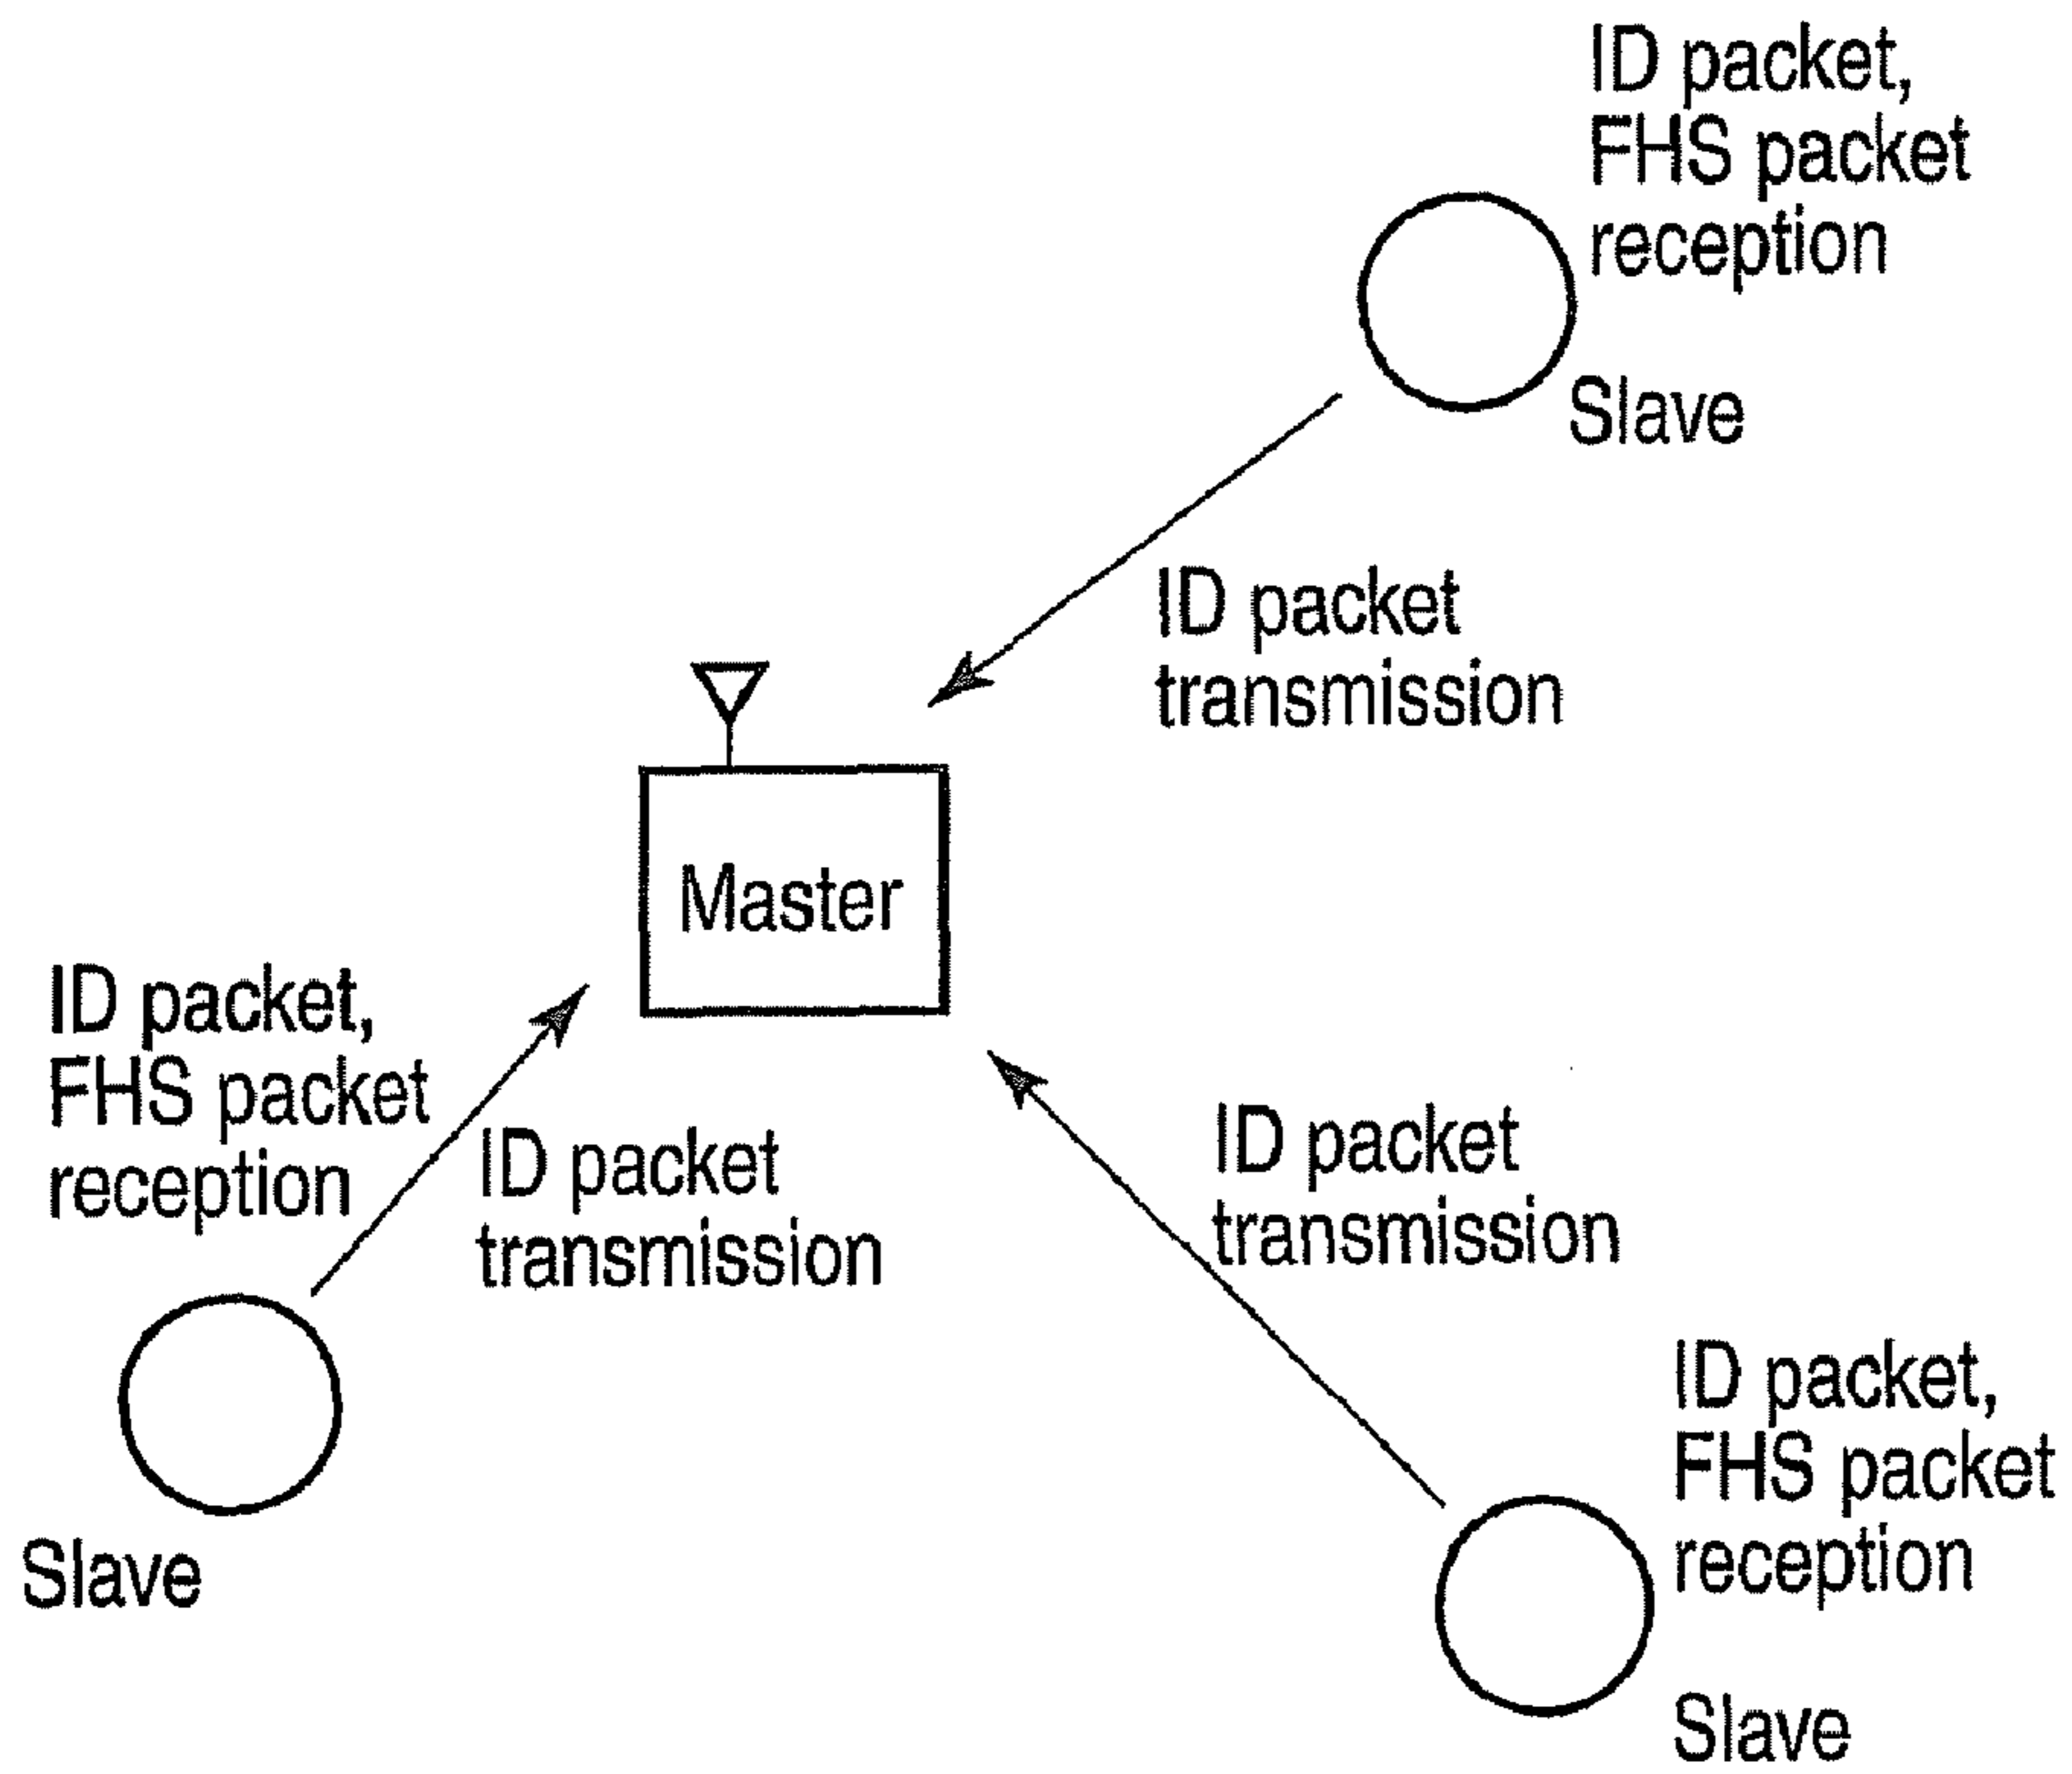 ID packet,
FHS packet
reception
Slave
ID packet
transmission
Master
ID packet,
FHS packet
reception
ID packet
transmission
Slave
ID packet
transmission
ID packet,
FHS packet
reception
Slave